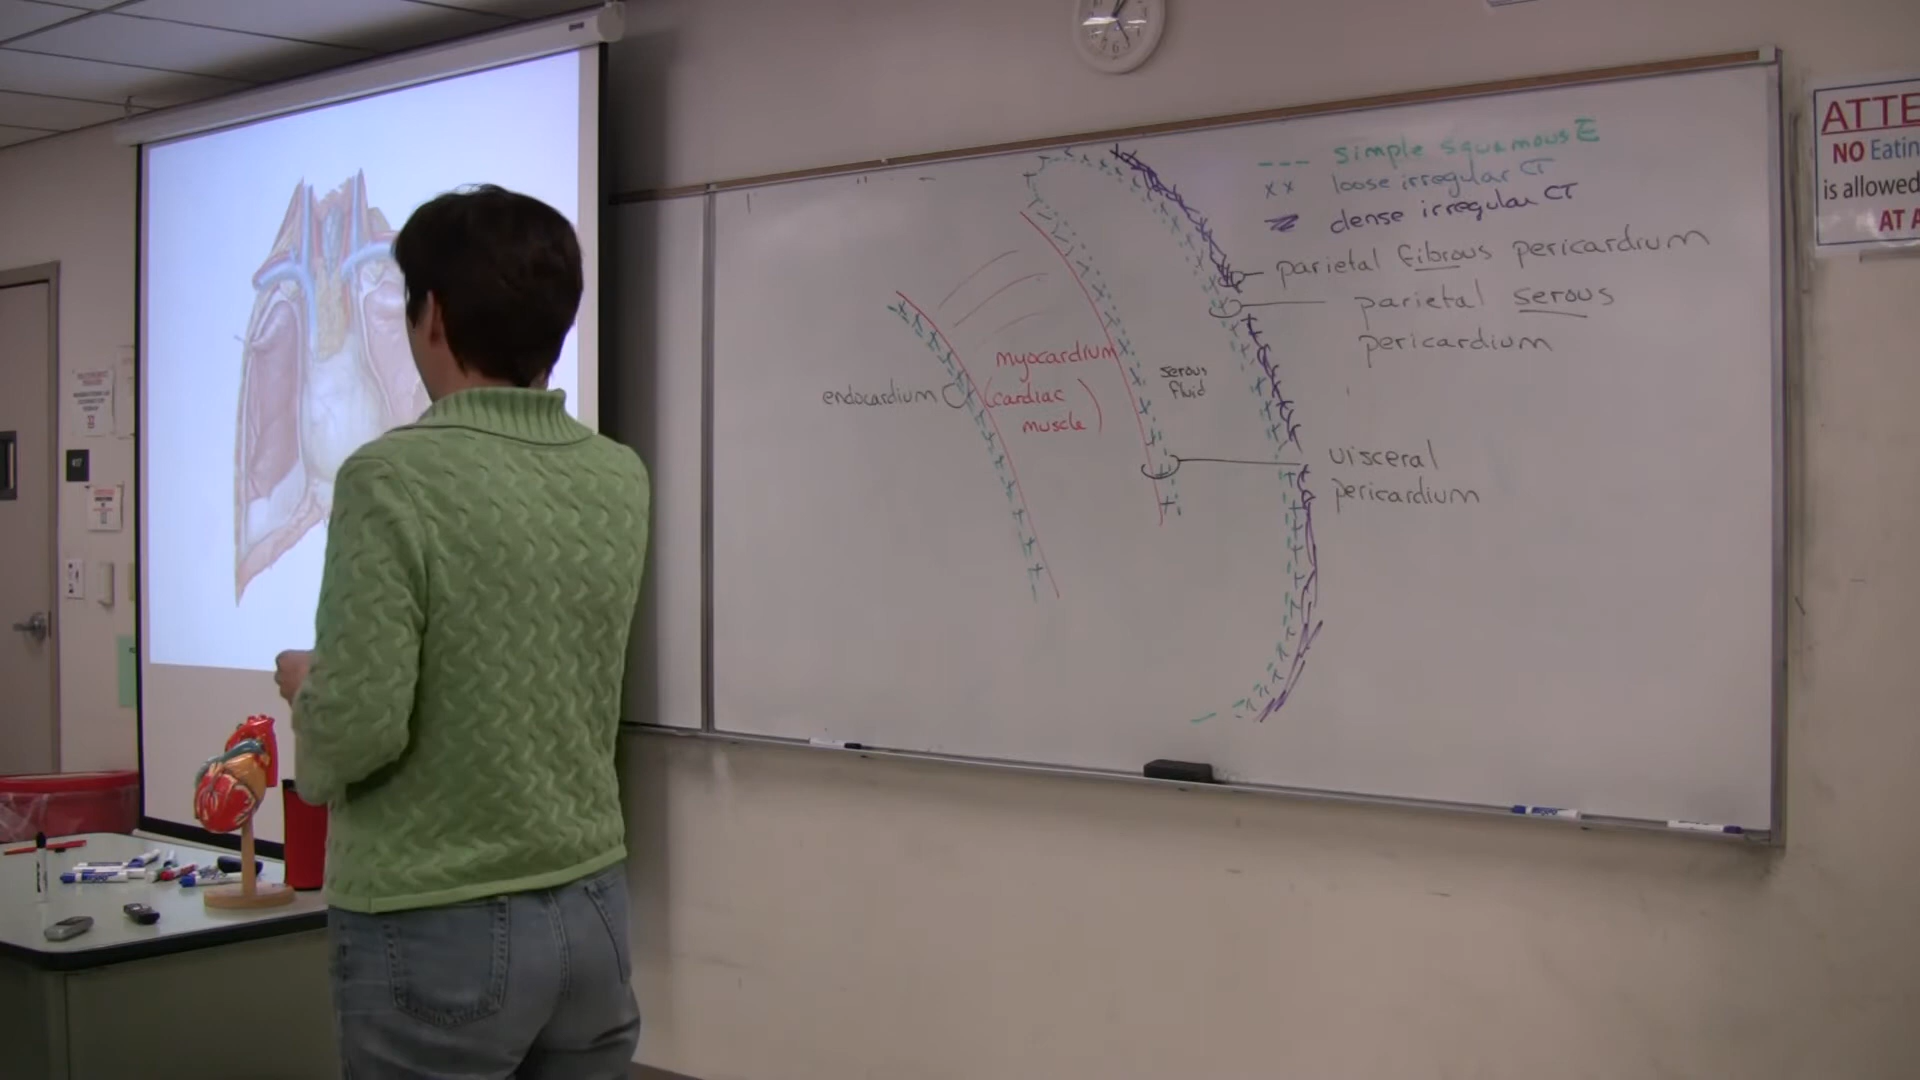 --- simple squamous E
xx loose irregular CT
dense irregular CT
parietal fibrous pericardium
parietal serous
pericardium
myocardium
(cardiac
muscle)
serous
fluid
endocardium
visceral
pericardium
ATTE
NO Eatin
is allowed
AT A